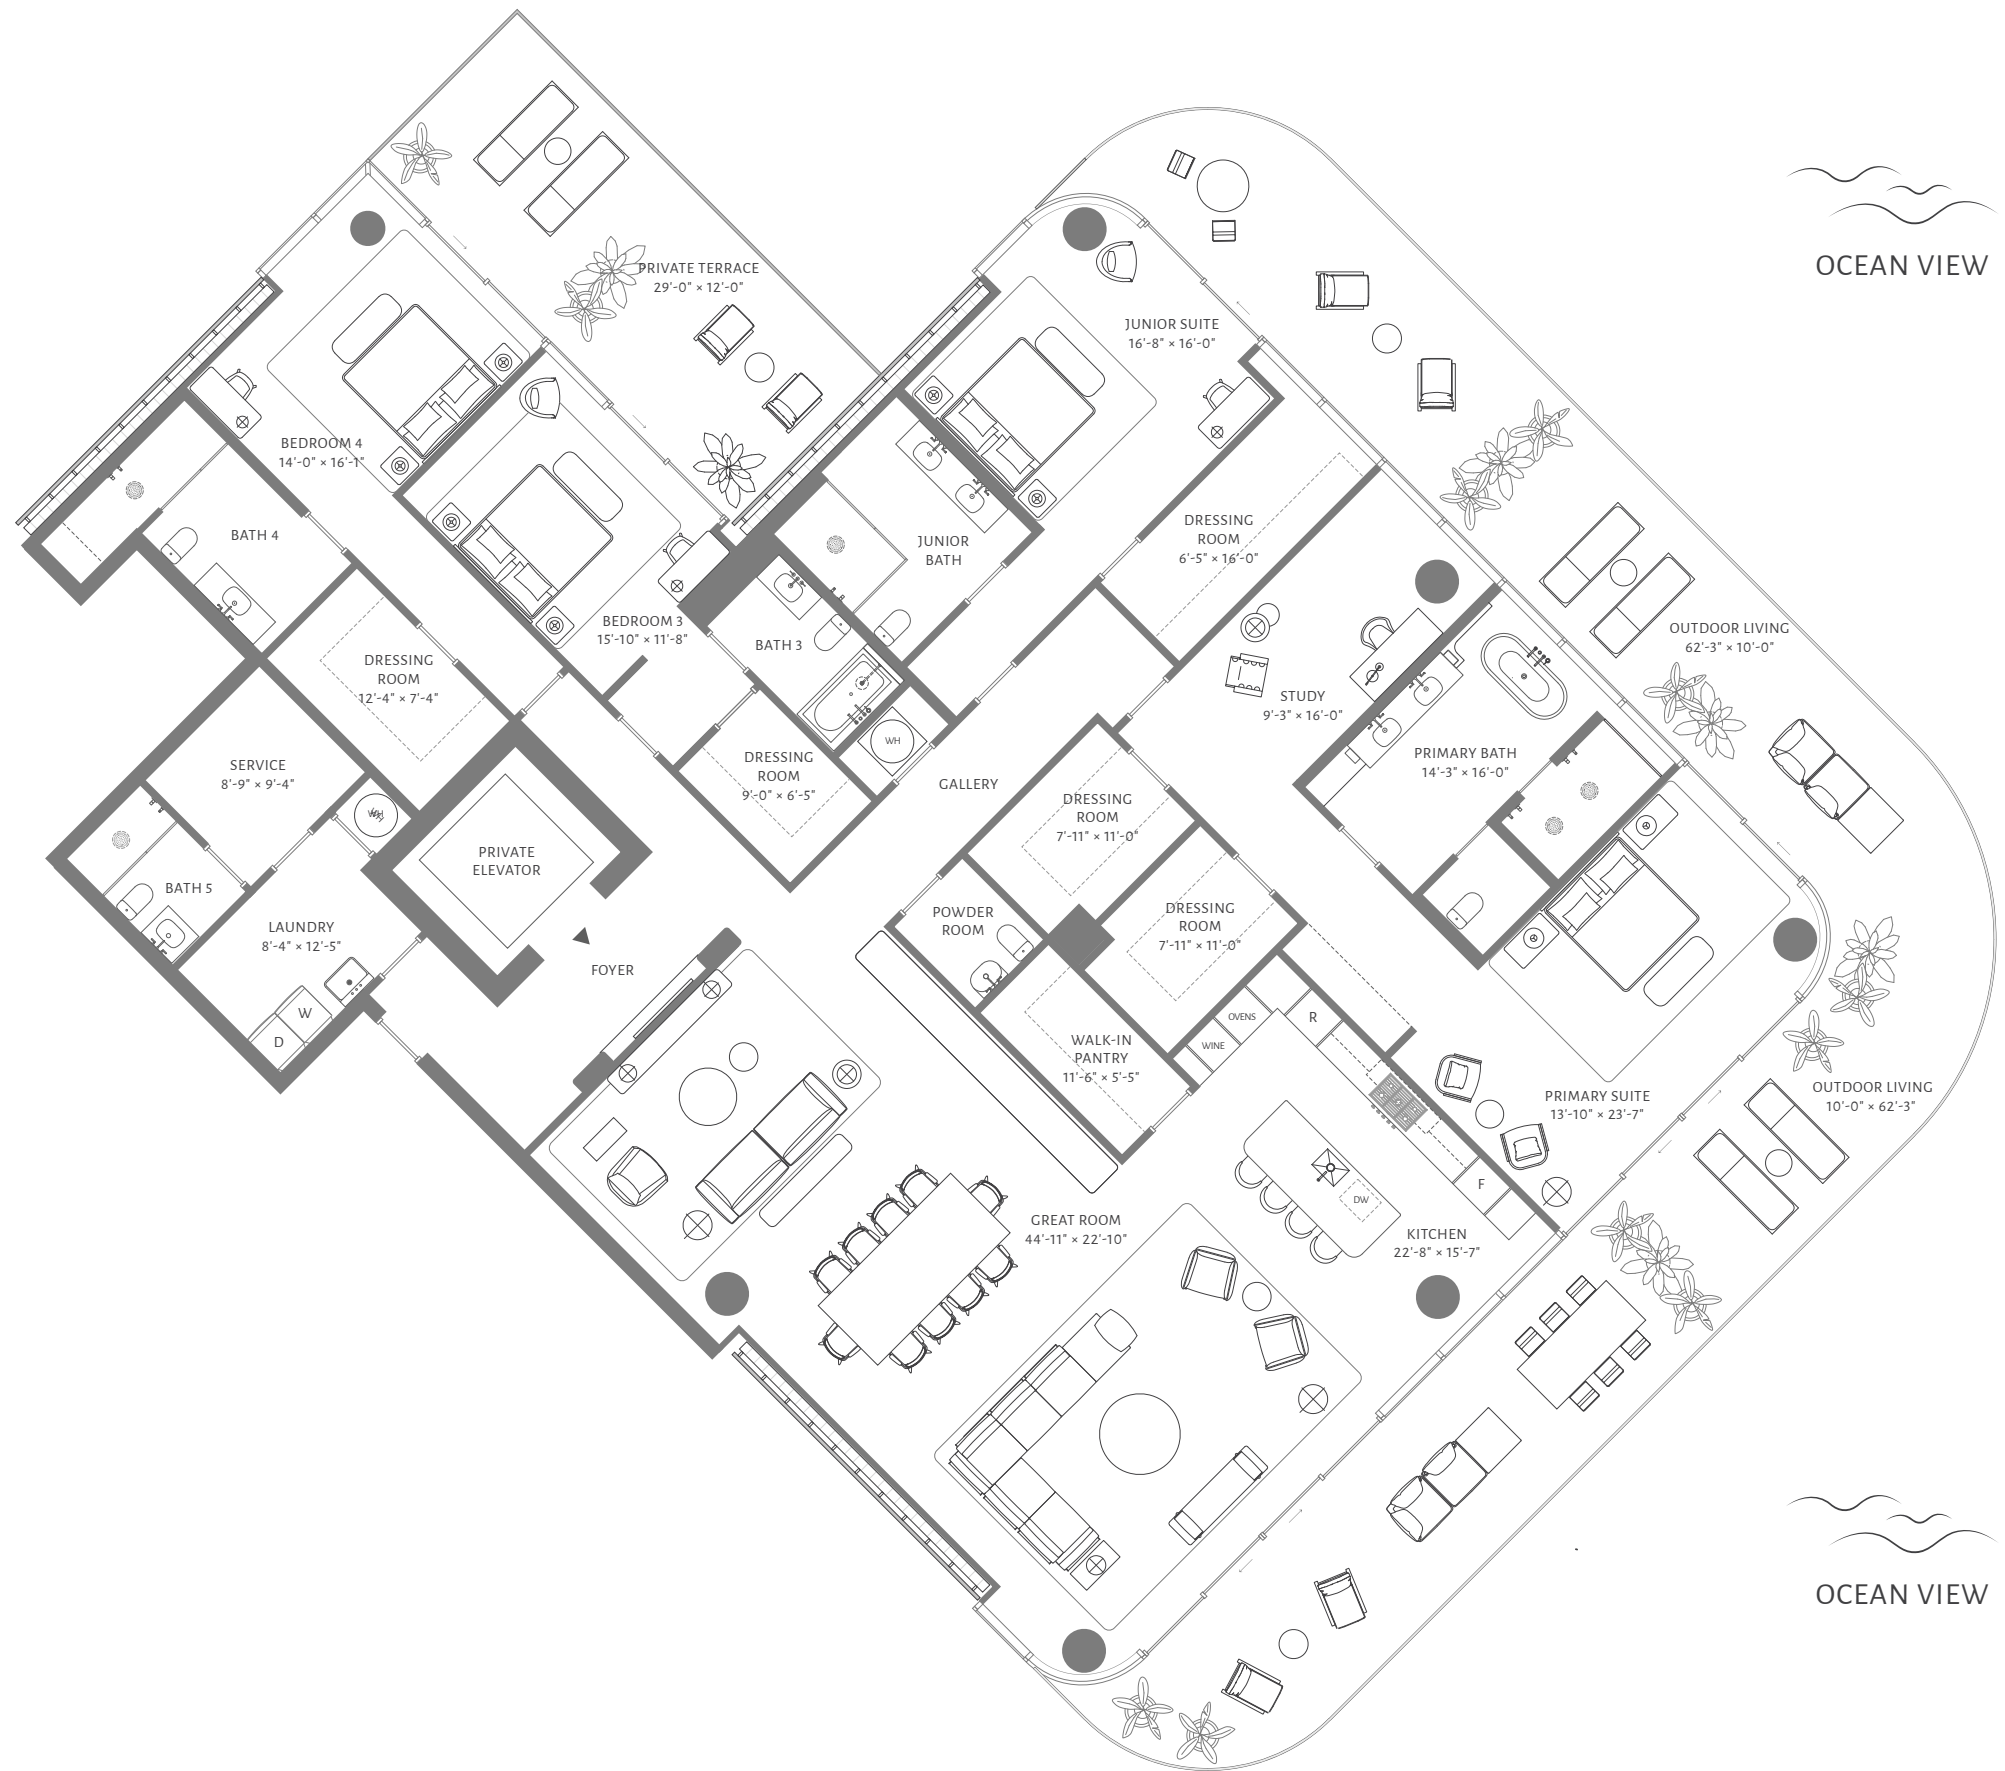 OCEAN VIEW
PRIVATE TERRACE
29'-0" × 12'-0"
JUNIOR SUITE
16'-8" × 16'-0"
BEDROOM 4
14'-0" × 16'-1"
BATH 4
JUNIOR
BATH
DRESSING
ROOM
6'-5" × 16'-0"
BEDROOM 3
15'-10" × 11'-8"
BATH 3
OUTDOOR LIVING
62'-3" × 10'-0"
DRESSING
ROOM
12'-4" × 7'-4"
STUDY
9'-3" × 16'-0"
WH
PRIMARY BATH
14'-3" × 16'-0"
SERVICE
8'-9" × 9'-4"
DRESSING
ROOM
9'-0" × 6'-5"
GALLERY
DRESSING
ROOM
7'-11" × 11'-0"
PRIVATE
ELEVATOR
BATH 5
POWDER
ROOM
DRESSING
ROOM
7'-11" × 11'-0"
LAUNDRY
8'-4" × 12'-5"
FOYER
W
D
OVENS
R
WINE
WALK-IN
PANTRY
11'-6" × 5'-5"
PRIMARY SUITE
13'-10" × 23'-7"
OUTDOOR LIVING
10'-0" × 62'-3"
F
DW
GREAT ROOM
44'-11" × 22'-10"
KITCHEN
22'-8" × 15'-7"
OCEAN VIEW